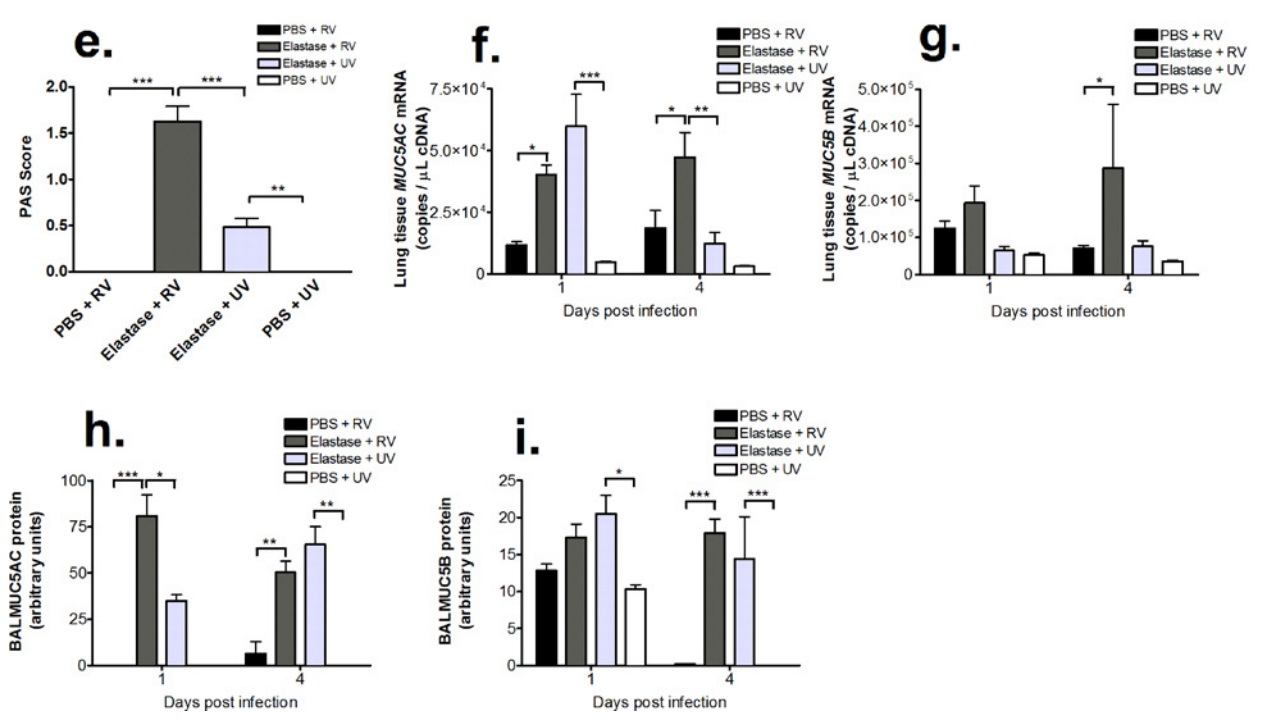 e.
PBS + RV
Elastase + RV
Elastase + UV
PBS + UV
PAS Score
2.0
1.5
1.0
0.5
0.0
***
***
**
PBS + RV
Elastase + RV
Elastase + UV
PBS + UV
f.
PBS + RV
Elastase + RV
Elastase + UV
PBS + UV
Lung tissue MUC5AC mRNA
(copies / μL cDNA)
7.5×10⁻⁴
5.0×10⁻⁴
2.5×10⁻⁴
0
*
***
*
**
1
4
Days post infection
g.
PBS + RV
Elastase + RV
Elastase + UV
PBS + UV
Lung tissue MUC5B mRNA
(copies / μL cDNA)
5.0×10⁵
4.0×10⁵
3.0×10⁵
2.0×10⁵
1.0×10⁵
0
*
1
4
Days post infection
h.
PBS + RV
Elastase + RV
Elastase + UV
PBS + UV
BALMUC5AC protein
(arbitrary units)
100
75
50
25
0
***
*
**
**
1
4
Days post infection
i.
PBS + RV
Elastase + RV
Elastase + UV
PBS + UV
BALMUC5B protein
(arbitrary units)
25
20
15
10
5
0
*
***
***
1
4
Days post infection